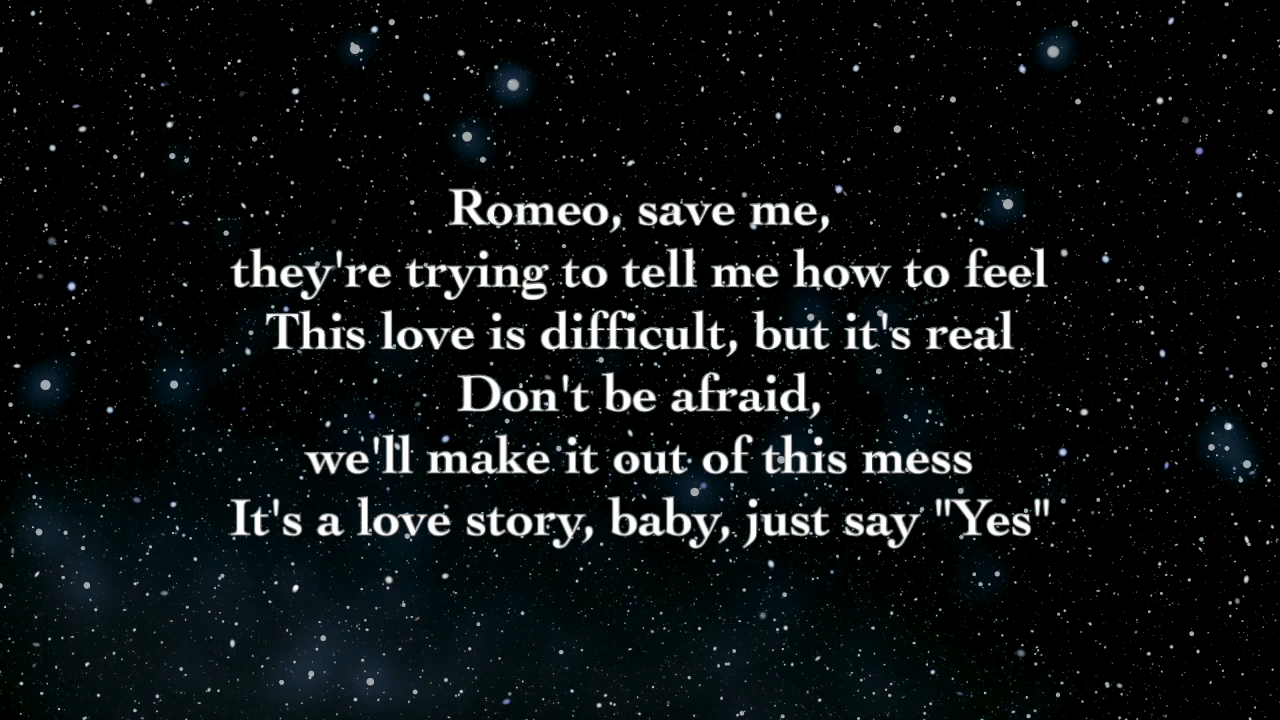 Romeo, save me,
they're trying to tell me how to feel
This love is difficult, but it's real
Don't be afraid,
we'll make it out of this mess
It's a love story, baby, just say "Yes"